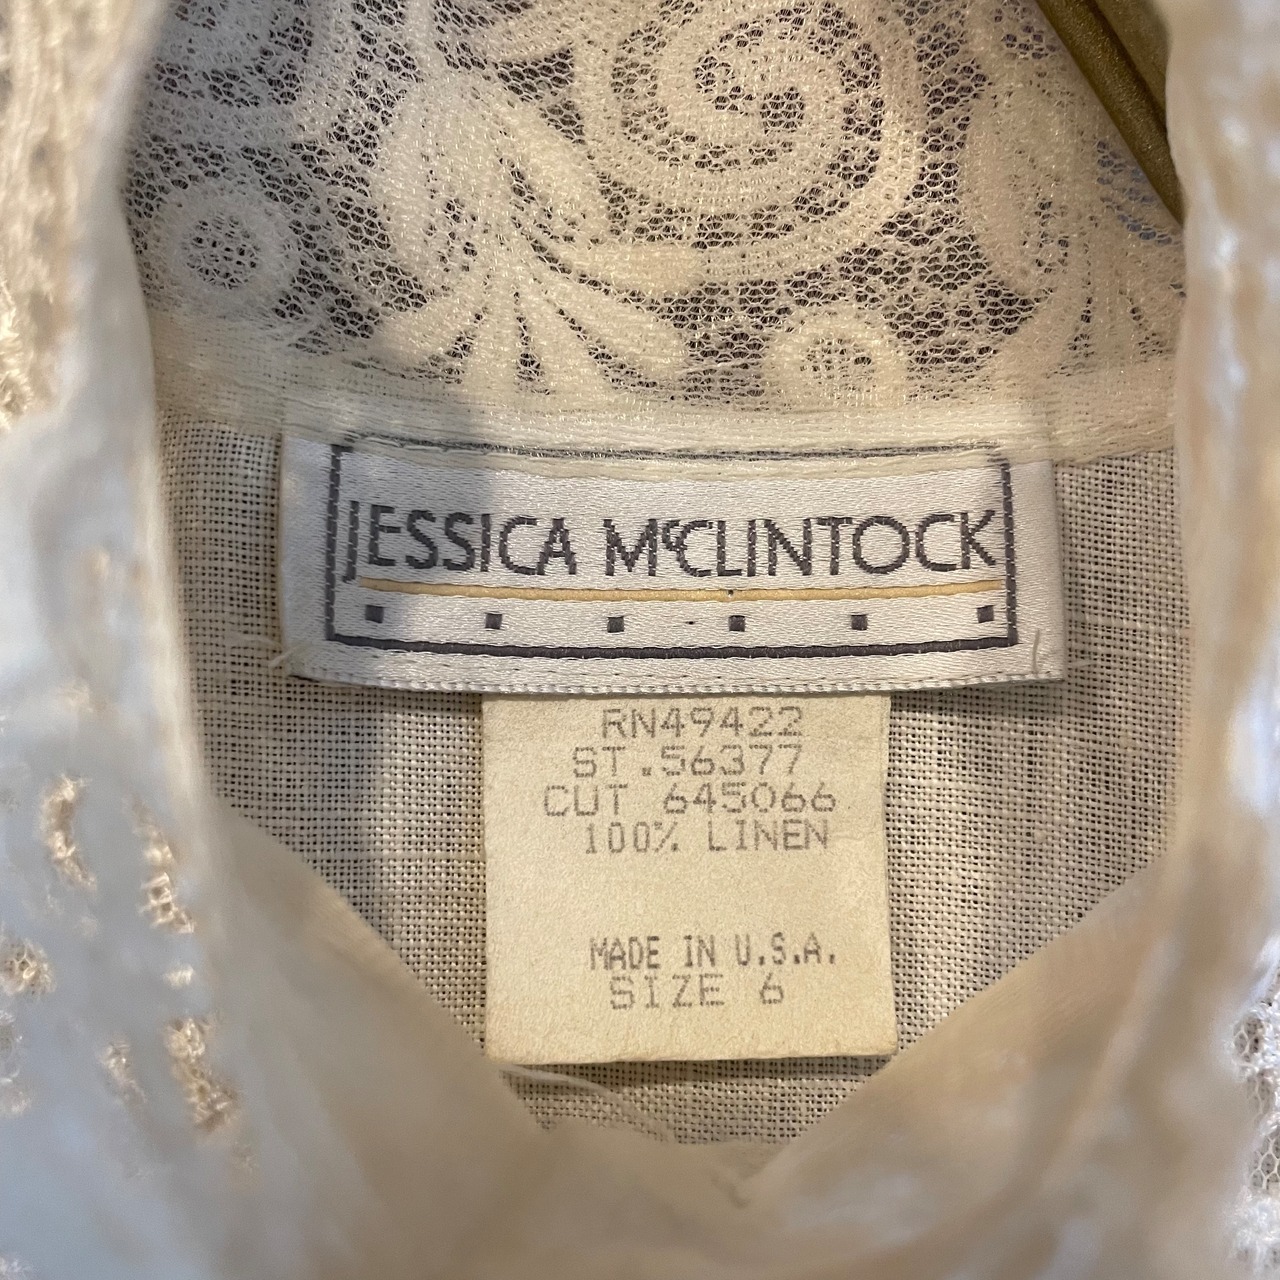 JESSICA McCLINTOCK
RN49422
ST.56377
CUT 645066
100% LINEN
MADE IN U.S.A.
SIZE 6